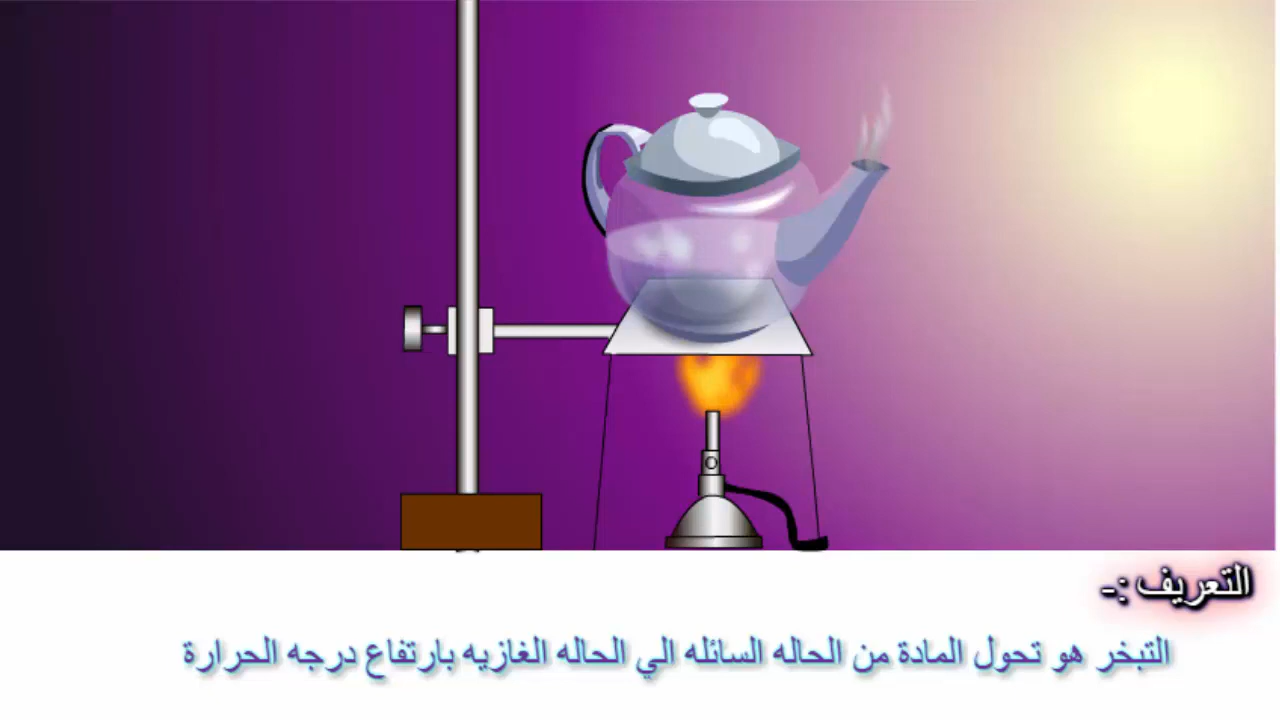 التعريف :-
التبخر هو تحول المادة من الحاله السائله الي الحاله الغازيه بارتفاع درجه الحرارة